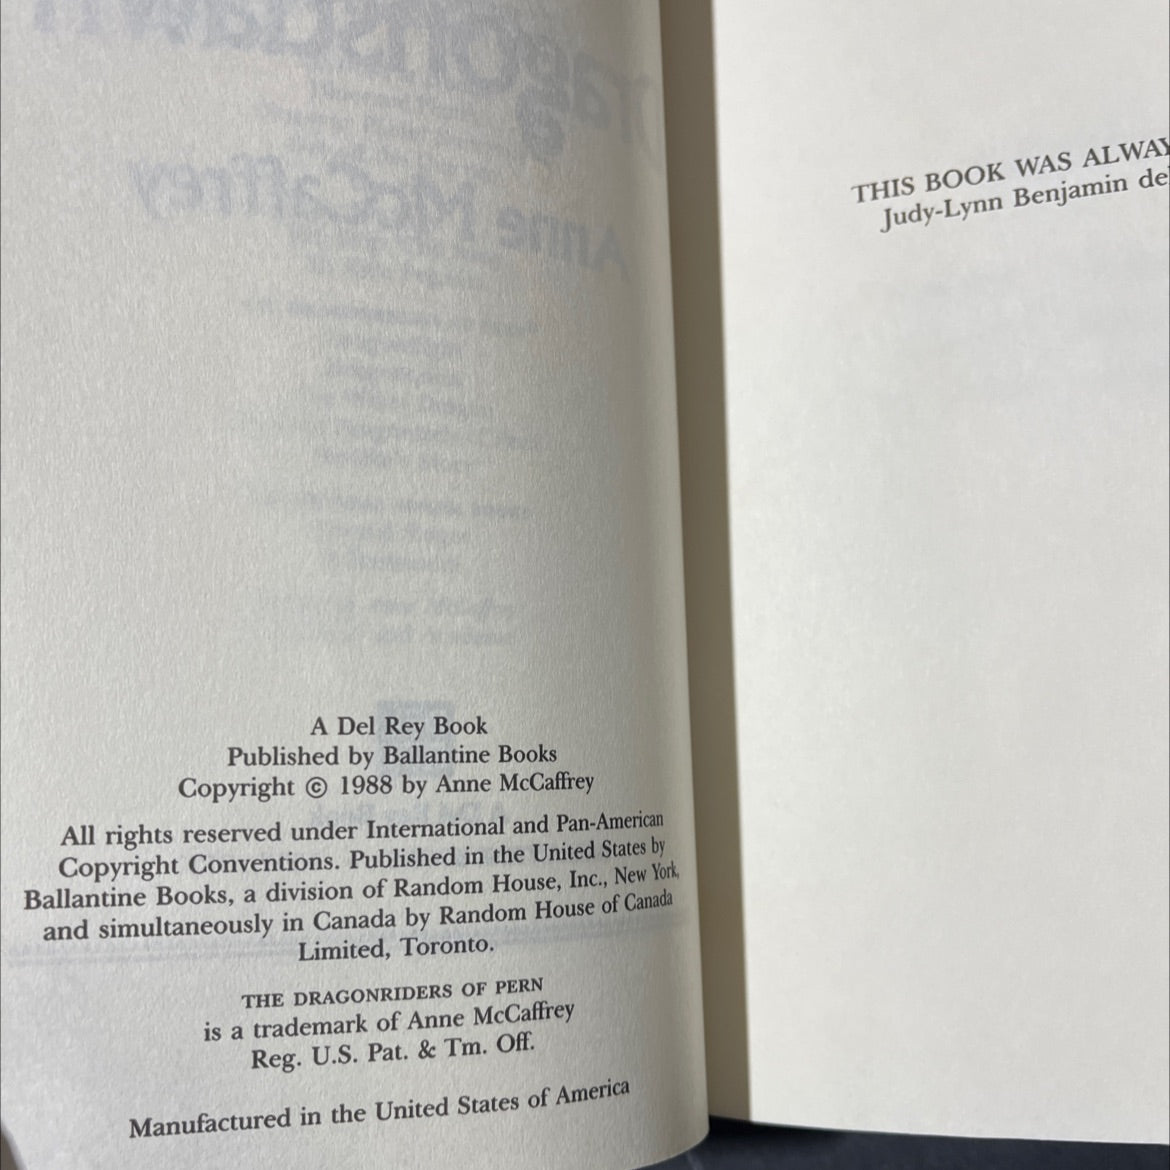 A Del Rey Book
Published by Ballantine Books
Copyright © 1988 by Anne McCaffrey
All rights reserved under International and Pan-American
Copyright Conventions. Published in the United States by
Ballantine Books, a division of Random House, Inc., New York,
and simultaneously in Canada by Random House of Canada
Limited, Toronto.
THE DRAGONRIDERS OF PERN
is a trademark of Anne McCaffrey
Reg. U.S. Pat. & Tm. Off.
Manufactured in the United States of America
THIS BOOK WAS ALWAY
Judy-Lynn Benjamin de